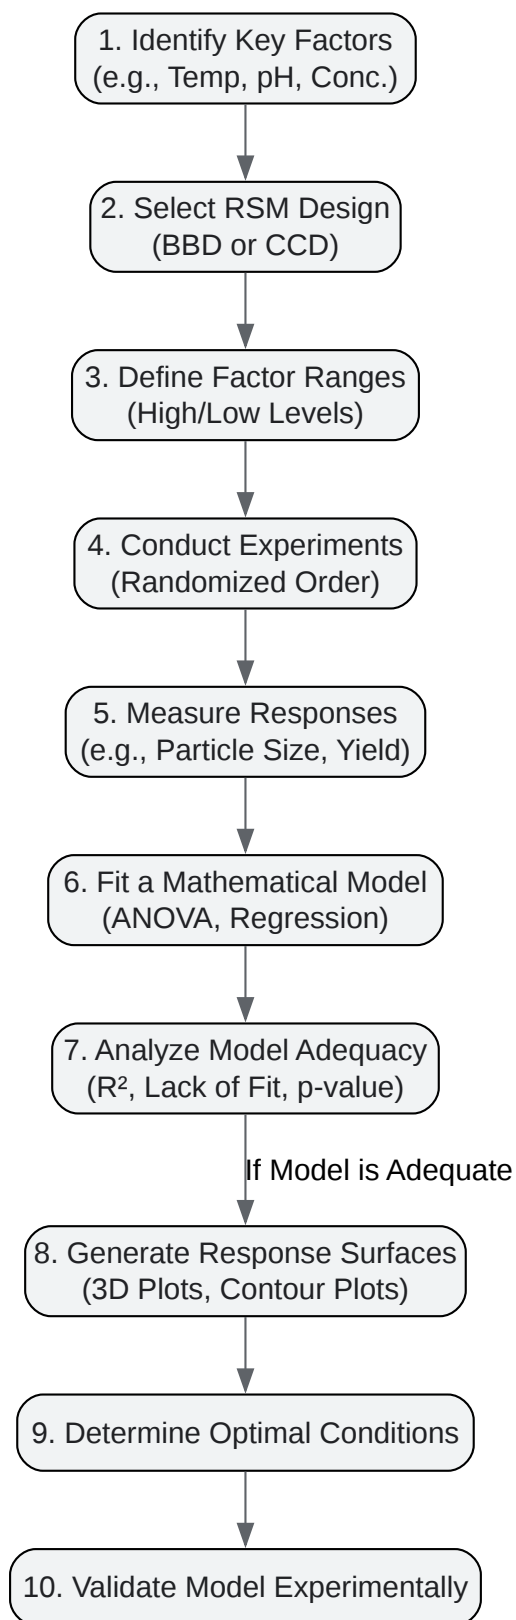 1. Identify Key Factors
(e.g., Temp, pH, Conc.)
2. Select RSM Design
(BBD or CCD)
3. Define Factor Ranges
(High/Low Levels)
4. Conduct Experiments
(Randomized Order)
5. Measure Responses
(e.g., Particle Size, Yield)
6. Fit a Mathematical Model
(ANOVA, Regression)
7. Analyze Model Adequacy
(R², Lack of Fit, p-value)
If Model is Adequate
8. Generate Response Surfaces
(3D Plots, Contour Plots)
9. Determine Optimal Conditions
10. Validate Model Experimentally